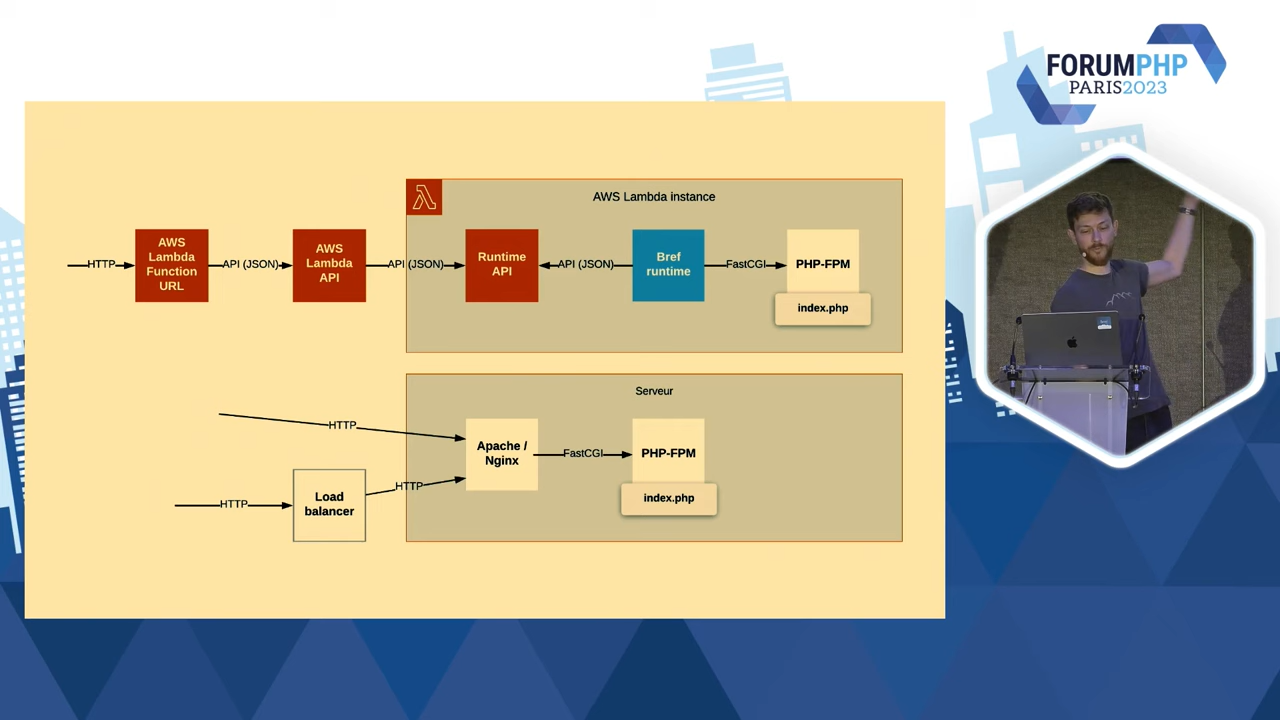 FORUMPHP
PARIS2023
AWS Lambda instance
HTTP
AWS
Lambda
Function
URL
API (JSON)
AWS
Lambda
API
API (JSON)
Runtime
API
API (JSON)
Bref
runtime
FastCGI
PHP-FPM
index.php
Serveur
HTTP
HTTP
Load
balancer
HTTP
Apache /
Nginx
FastCGI
PHP-FPM
index.php